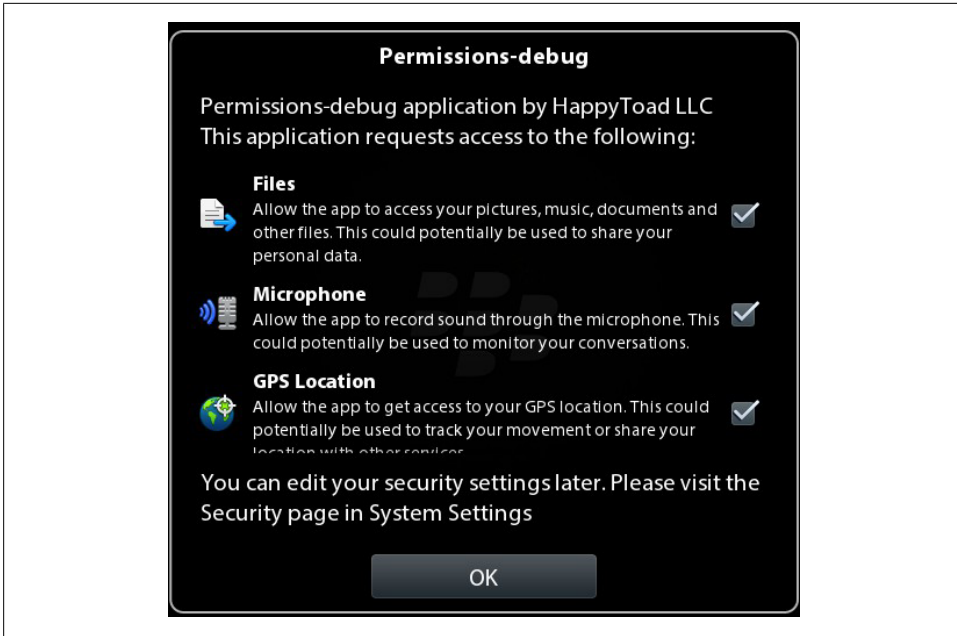 Permissions-debug
Permissions-debug application by HappyToad LLC
This application requests access to the following:
Files
Allow the app to access your pictures, music, documents and
other files. This could potentially be used to share your
personal data.
Microphone
Allow the app to record sound through the microphone. This
could potentially be used to monitor your conversations.
GPS Location
Allow the app to get access to your GPS location. This could
potentially be used to track your movement or share your
location with other services
You can edit your security settings later. Please visit the
Security page in System Settings
OK